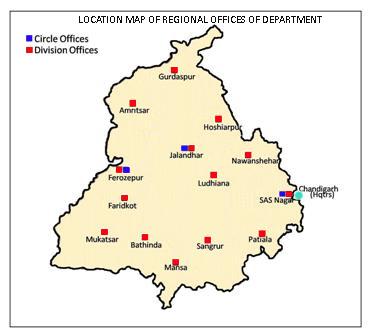 LOCATION MAP OF REGIONAL OFFICES OF DEPARTMENT
Circle Offices
Division Offices
Gurdaspur
Amritsar
Hoshiarpur
Jalandhar
Nawanshehar
Ferozepur
Ludhiana
Chandigarh
(Hqtrs)
SAS Nagar
Faridkot
Mukatsar
Bathinda
Sangrur
Patiala
Mansa